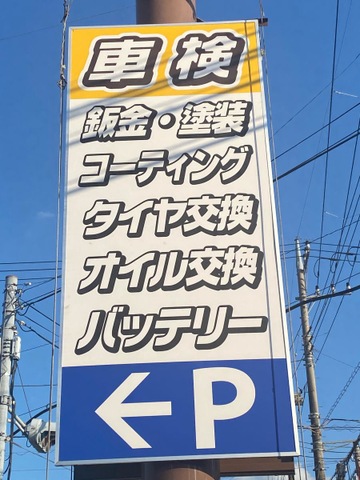 車検
鈑金・塗装
コーティング
タイヤ交換
オイル交換
バッテリー
←P